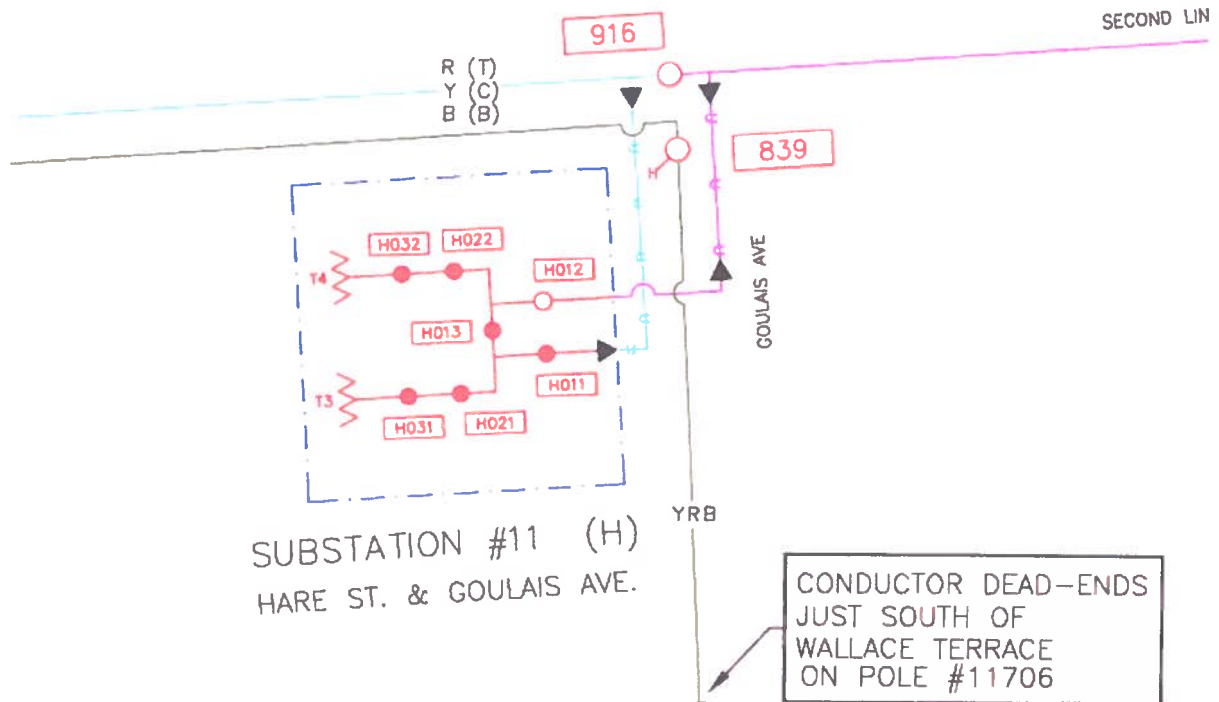 SECOND LIN
916
R (T)
Y (C)
B (B)
839
H
H032
H022
T4
H012
H013
GOULAIS AVE
H011
T3
H031
H021
YRB
SUBSTATION #11 (H)
HARE ST. & GOULAIS AVE.
CONDUCTOR DEAD-ENDS
JUST SOUTH OF
WALLACE TERRACE
ON POLE #11706